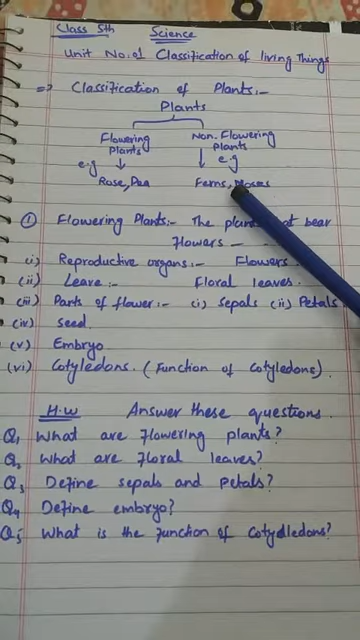 Class 5th Science
Unit No.01 Classification of living Things
=> Classification of Plants:-
Plants
Flowering Plants Non. Flowering Plants
e.g e.g
Rose, Pea Ferns, Mosses
① Flowering Plants:- The plants that bear
Flowers -
(i) Reproductive organs:- Flowers.
(ii) Leave:- Floral leaves.
(iii) Parts of flower:- (i) Sepals (ii) Petals
(iv) seed.
(v) Embryo
(vi) Cotyledons. (Function of Cotyledons).
H.W Answer these questions.
Q1 What are flowering plants?
Q2 What are floral leaves?
Q3 Define sepals and petals?
Q4 Define embryo?
Q5 What is the function of Cotydledons?